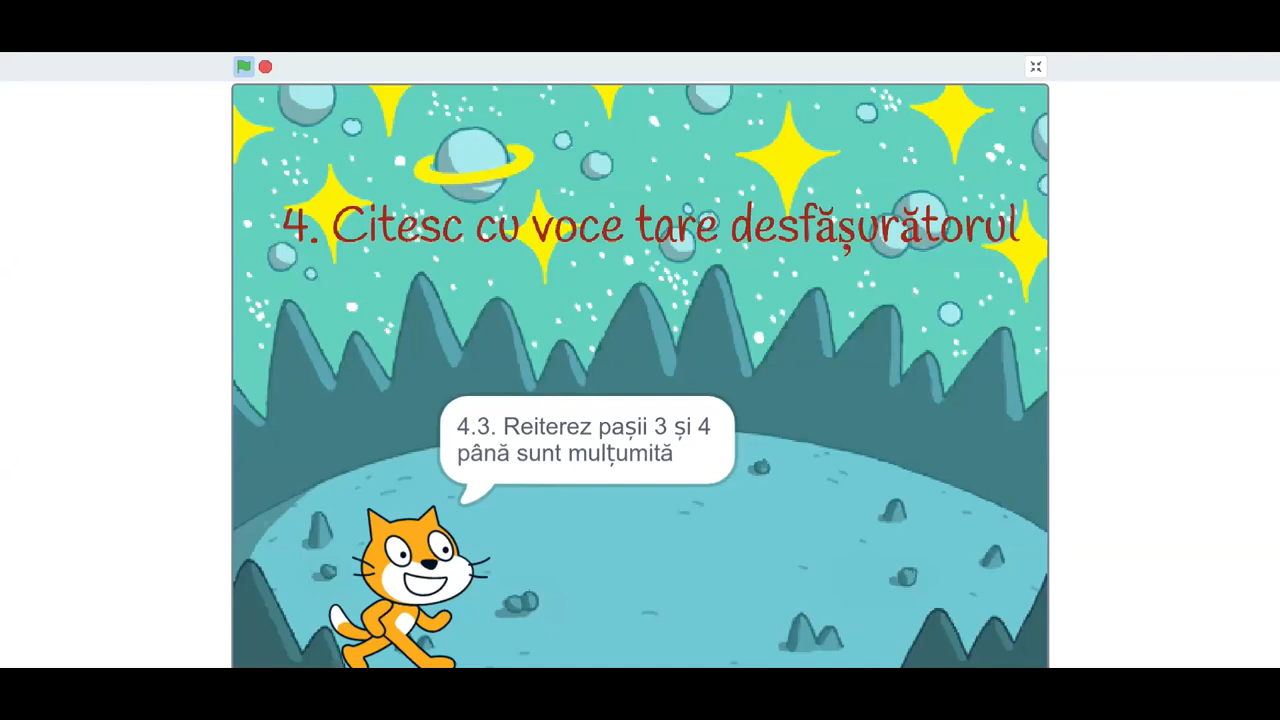 4. Citesc cu voce tare desfășurătorul
4.3. Reiterez pașii 3 și 4
până sunt mulțumită